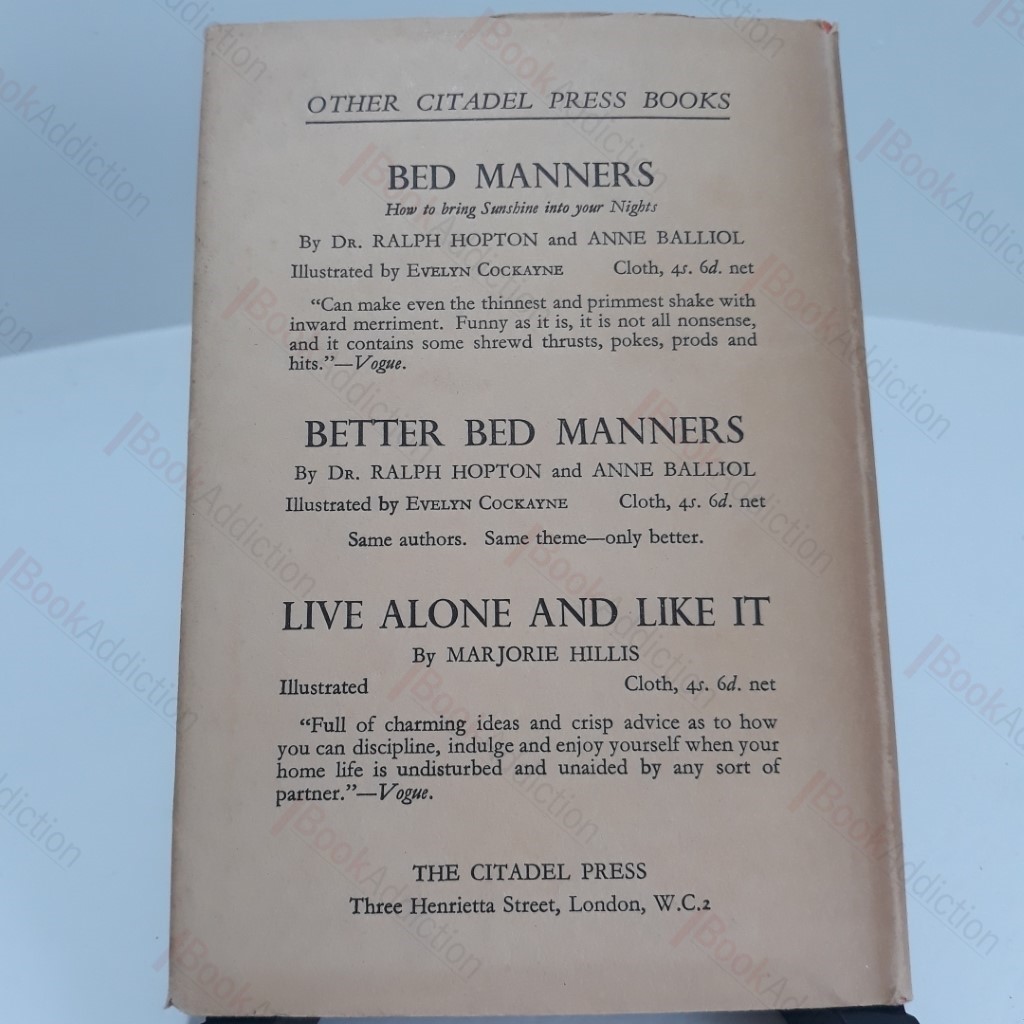 OTHER CITADEL PRESS BOOKS
BED MANNERS
How to bring Sunshine into your Nights
By Dr. RALPH HOPTON and ANNE BALLIOL
Illustrated by Evelyn Cockayne Cloth, 4s. 6d. net
“Can make even the thinnest and primmest shake with
inward merriment. Funny as it is, it is not all nonsense,
and it contains some shrewd thrusts, pokes, prods and
hits.”—Vogue.
BETTER BED MANNERS
By Dr. RALPH HOPTON and ANNE BALLIOL
Illustrated by Evelyn Cockayne Cloth, 4s. 6d. net
Same authors. Same theme—only better.
LIVE ALONE AND LIKE IT
By MARJORIE HILLIS
Illustrated Cloth, 4s. 6d. net
“Full of charming ideas and crisp advice as to how
you can discipline, indulge and enjoy yourself when your
home life is undisturbed and unaided by any sort of
partner.”—Vogue.
THE CITADEL PRESS
Three Henrietta Street, London, W.C.2
BookAddiction